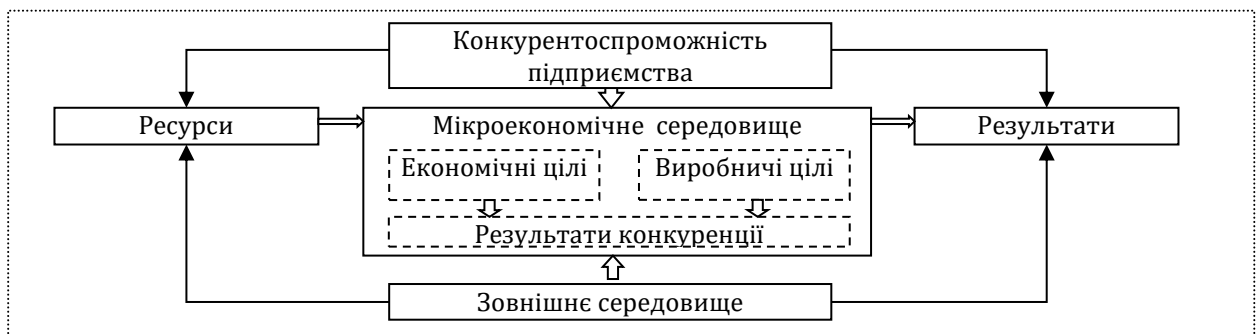 Конкурентоспроможність
підприємства
Ресурси
Мікроекономічне середовище
Результати
Економічні цілі
Виробничі цілі
Результати конкуренції
Зовнішнє середовище